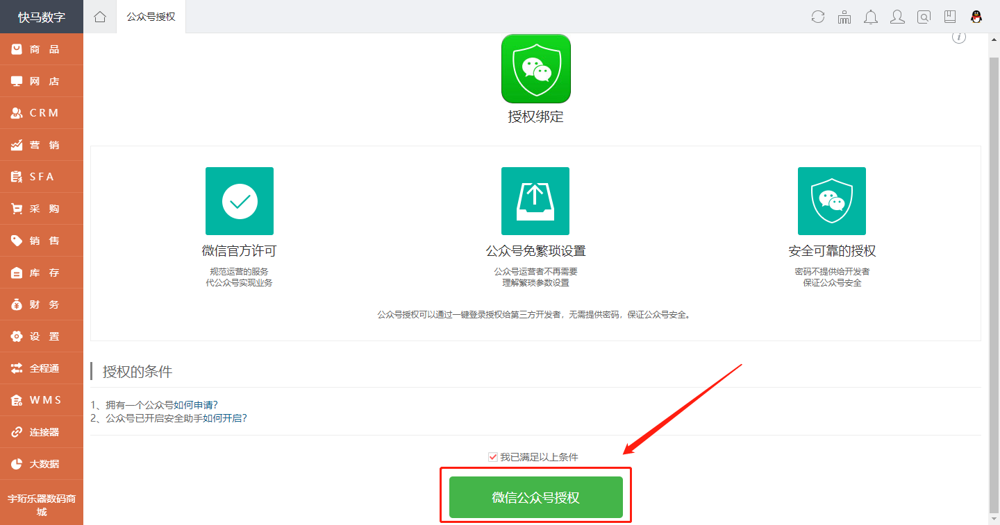 快马数字
公众号授权
商 品
网 店
CRM
营 销
SFA
采 购
销 售
库 存
财 务
设 置
全程通
WMS
连接器
大数据
宇珩乐器数码商
城
授权绑定
微信官方许可
规范运营的服务
代公众号实现业务
公众号免繁琐设置
公众号运营者不再需要
理解繁琐参数设置
安全可靠的授权
密码不提供给开发者
保证公众号安全
公众号授权可以通过一键登录授权给第三方开发者，无需提供密码，保证公众号安全。
授权的条件
1、拥有一个公众号如何申请?
2、公众号已开启安全助手如何开启?
我已满足以上条件
微信公众号授权